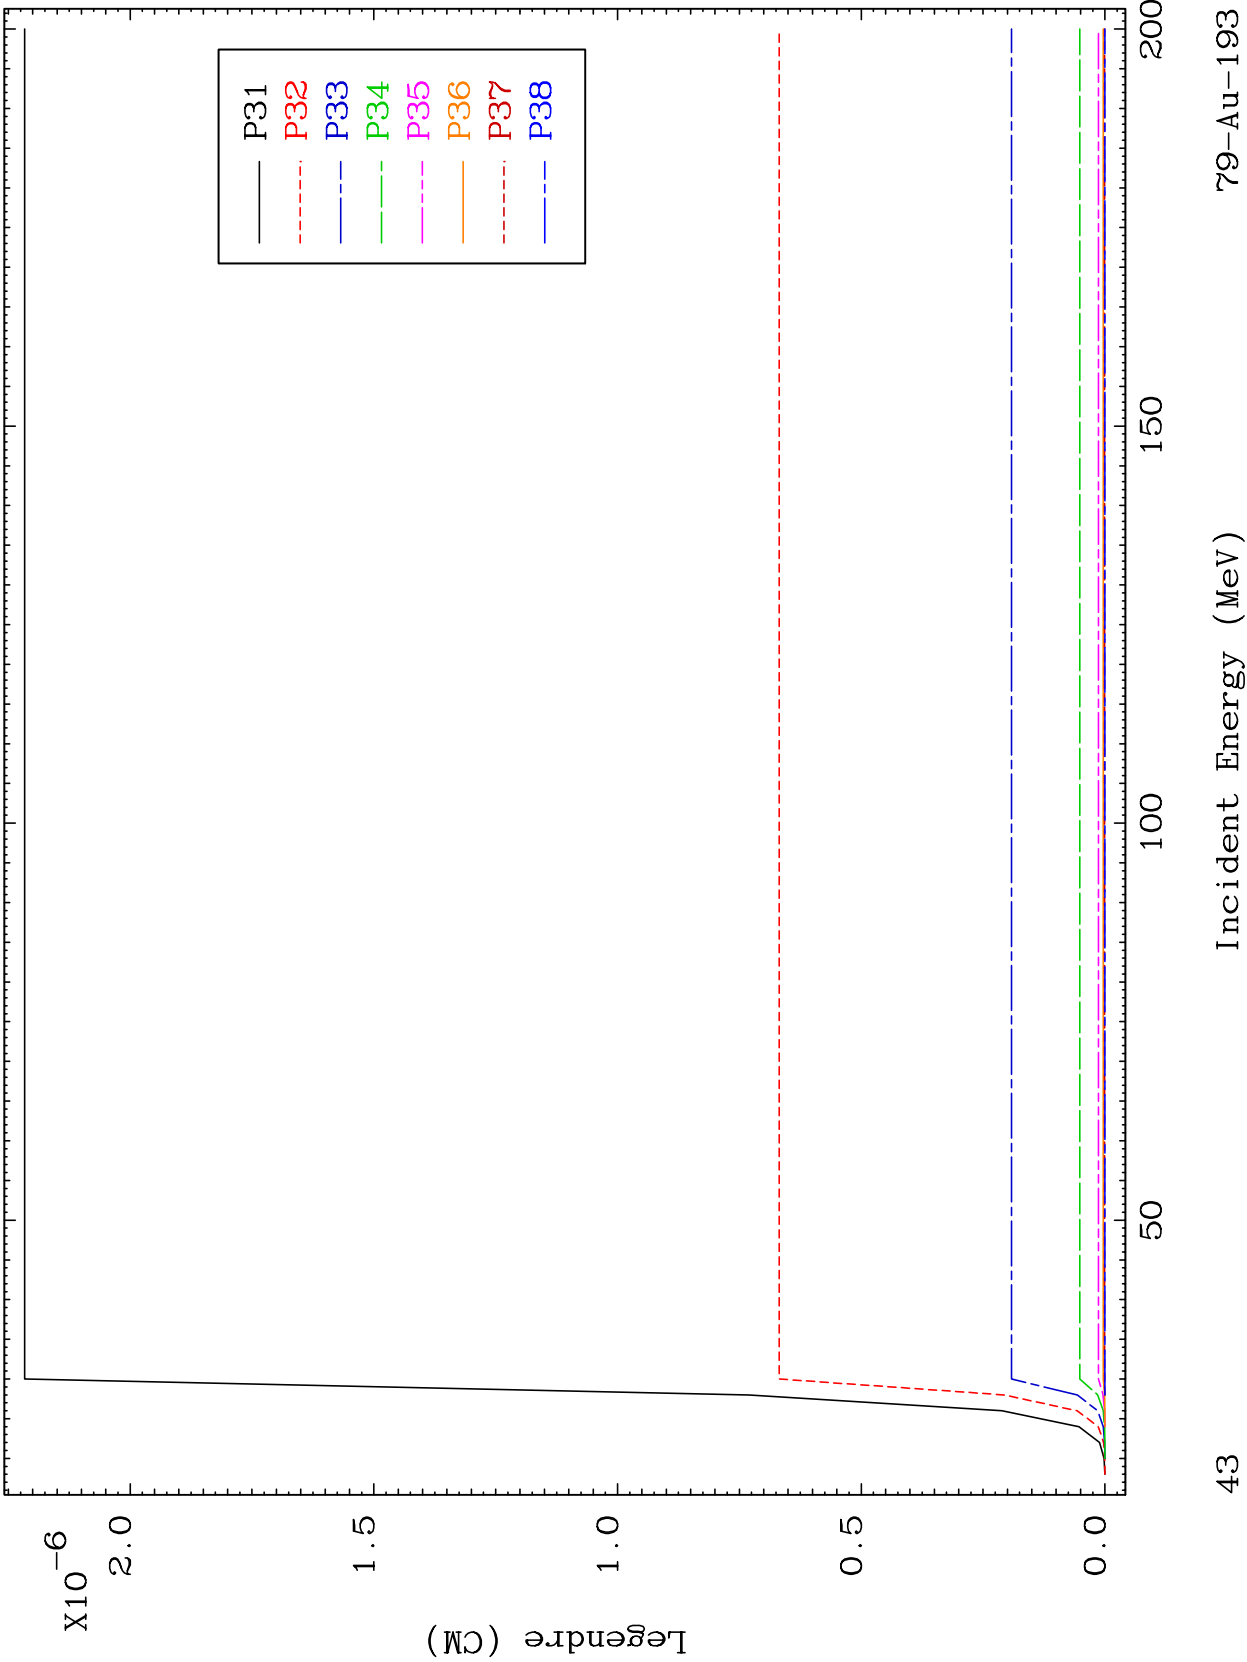 X10⁻⁶
2.0
1.5
1.0
0.5
0.0
Legendre (CM)
P31
P32
P33
P34
P35
P36
P37
P38
50
100
150
200
Incident Energy (MeV)
43
79-Au-193